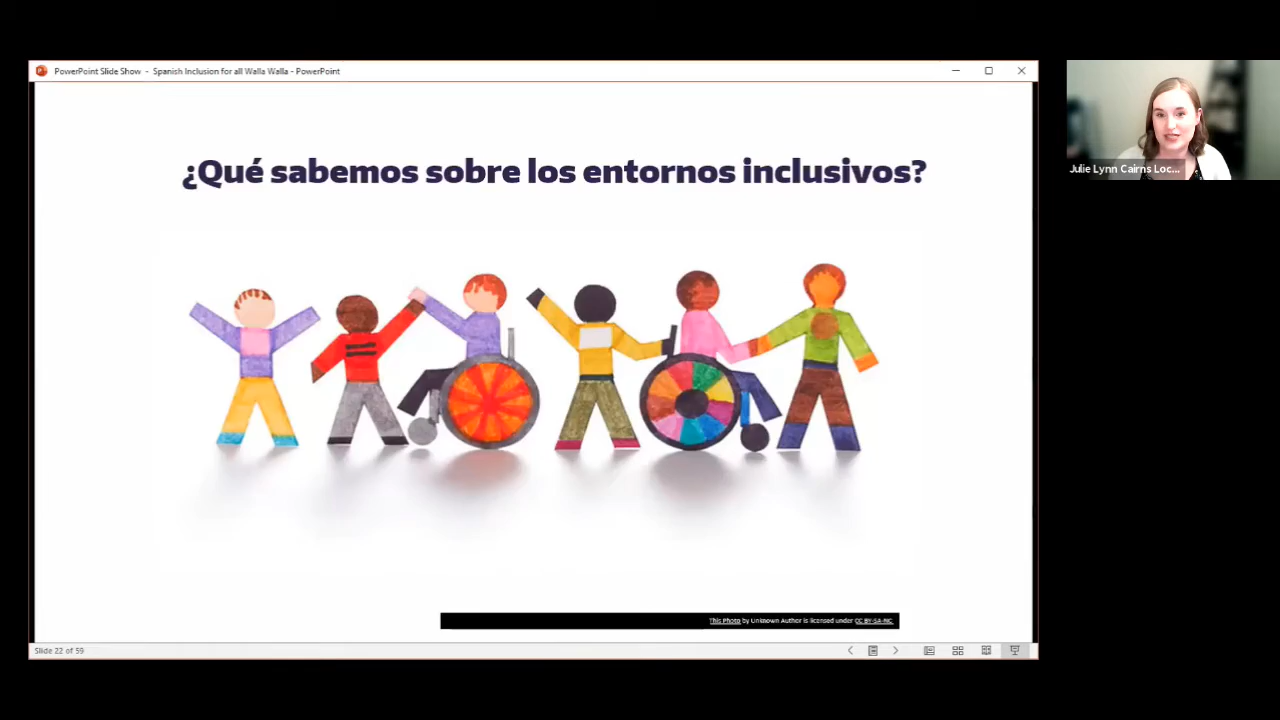 PowerPoint Slide Show - Spanish Inclusion for all Walla Walla - PowerPoint
¿Qué sabemos sobre los entornos inclusivos?
Julie Lynn Cairns Loc...
This Photo by Unknown Author is licensed under CC BY-SA-NC
Slide 22 of 59